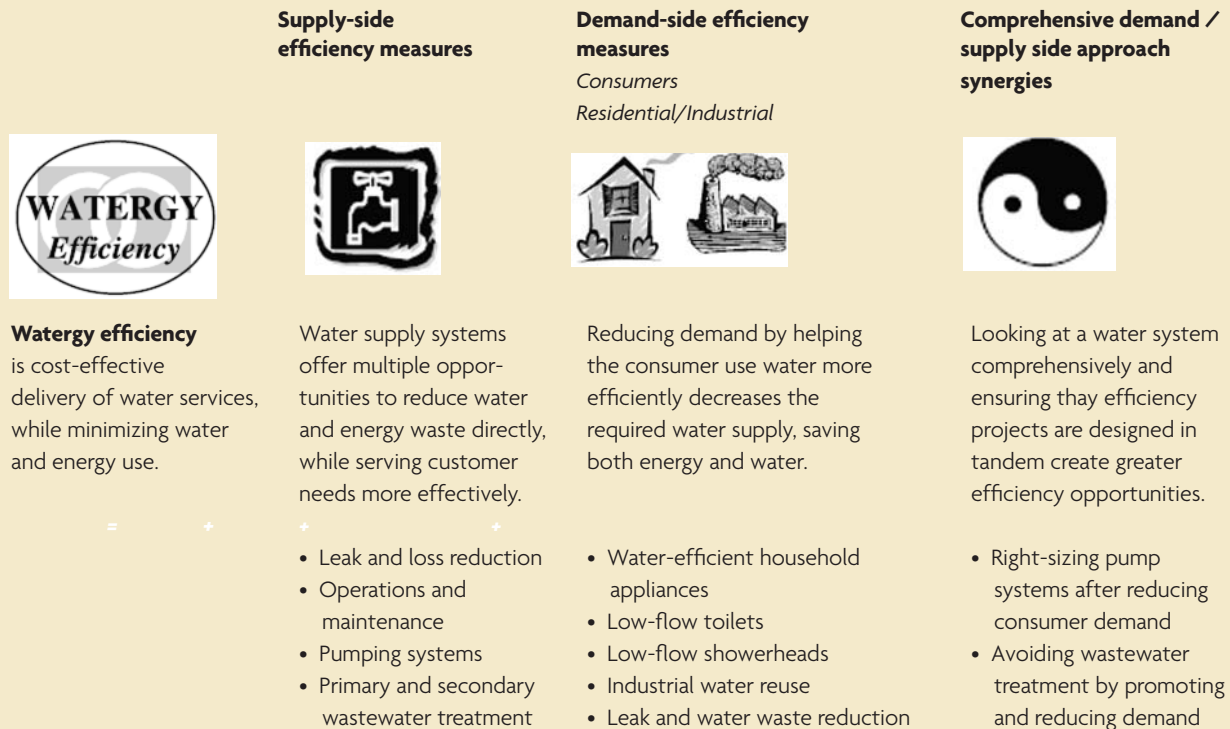 Supply-side
efficiency measures
Demand-side efficiency
measures
Consumers
Residential/Industrial
Comprehensive demand /
supply side approach
synergies
WATERGY
Efficiency
Watergy efficiency
is cost-effective
delivery of water services,
while minimizing water
and energy use.
Water supply systems
offer multiple oppor-
tunities to reduce water
and energy waste directly,
while serving customer
needs more effectively.
Reducing demand by helping
the consumer use water more
efficiently decreases the
required water supply, saving
both energy and water.
Looking at a water system
comprehensively and
ensuring thay efficiency
projects are designed in
tandem create greater
efficiency opportunities.
= + + +
• Leak and loss reduction
• Operations and
maintenance
• Pumping systems
• Primary and secondary
wastewater treatment
• Water-efficient household
appliances
• Low-flow toilets
• Low-flow showerheads
• Industrial water reuse
• Leak and water waste reduction
• Right-sizing pump
systems after reducing
consumer demand
• Avoiding wastewater
treatment by promoting
and reducing demand